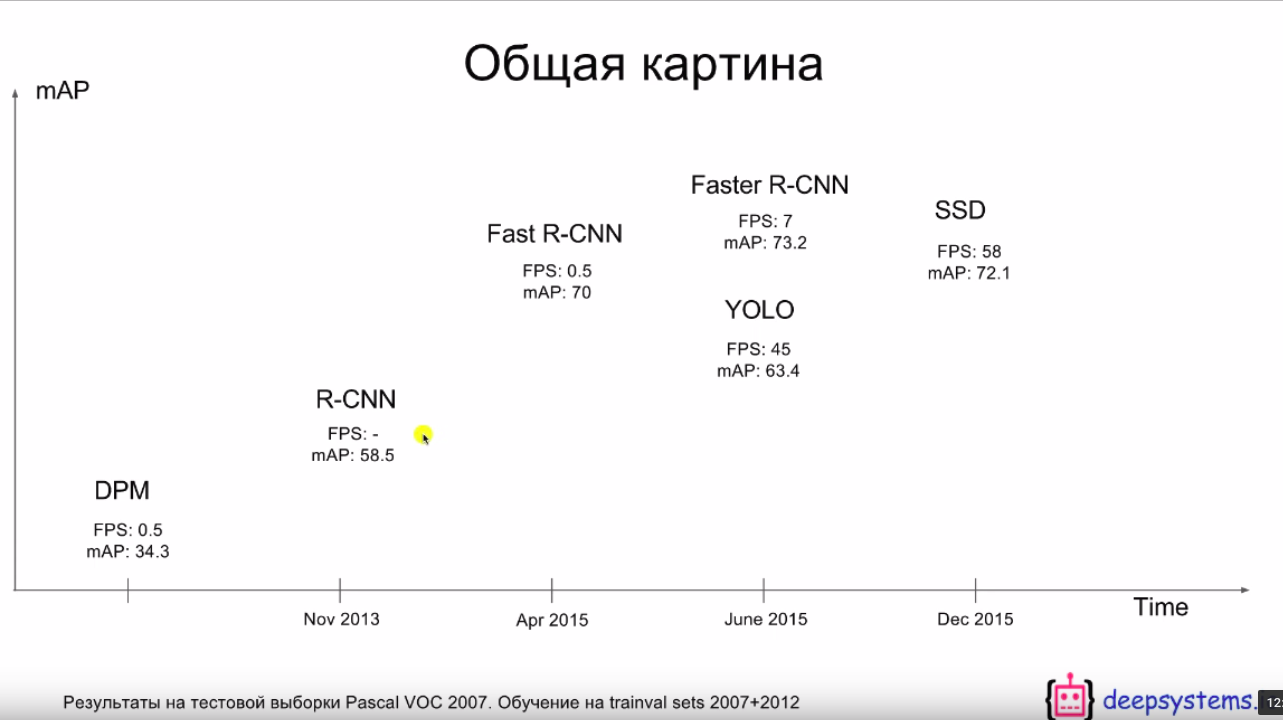 Общая картина
mAP
Faster R-CNN
FPS: 7
mAP: 73.2
SSD
FPS: 58
mAP: 72.1
Fast R-CNN
FPS: 0.5
mAP: 70
YOLO
FPS: 45
mAP: 63.4
R-CNN
FPS: -
mAP: 58.5
DPM
FPS: 0.5
mAP: 34.3
Nov 2013
Apr 2015
June 2015
Dec 2015
Time
Результаты на тестовой выборки Pascal VOC 2007. Обучение на trainval sets 2007+2012
deepsystems.